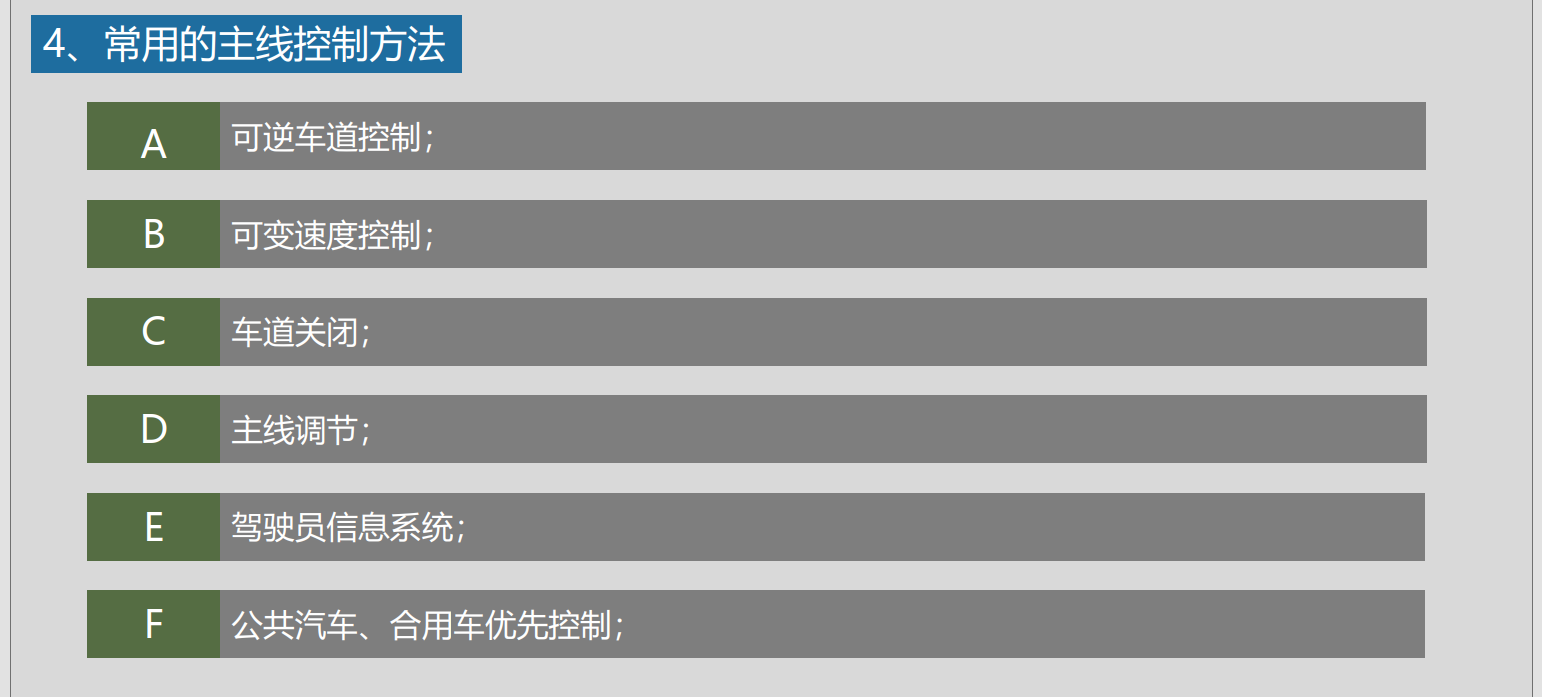 4、常用的主线控制方法
A 可逆车道控制；
B 可变速度控制；
C 车道关闭；
D 主线调节；
E 驾驶员信息系统；
F 公共汽车、合用车优先控制；